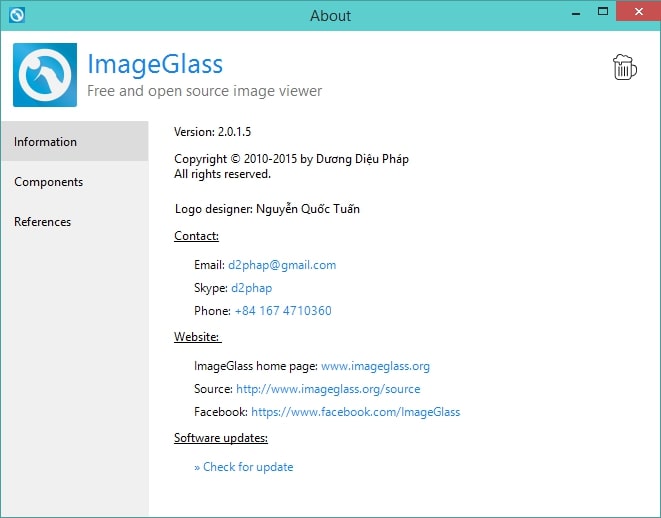 About
ImageGlass
Free and open source image viewer
Information
Components
References
Version: 2.0.1.5
Copyright © 2010-2015 by Dương Diệu Pháp
All rights reserved.
Logo designer: Nguyễn Quốc Tuấn
Contact:
Email: d2phap@gmail.com
Skype: d2phap
Phone: +84 167 4710360
Website:
ImageGlass home page: www.imageglass.org
Source: http://www.imageglass.org/source
Facebook: https://www.facebook.com/ImageGlass
Software updates:
» Check for update